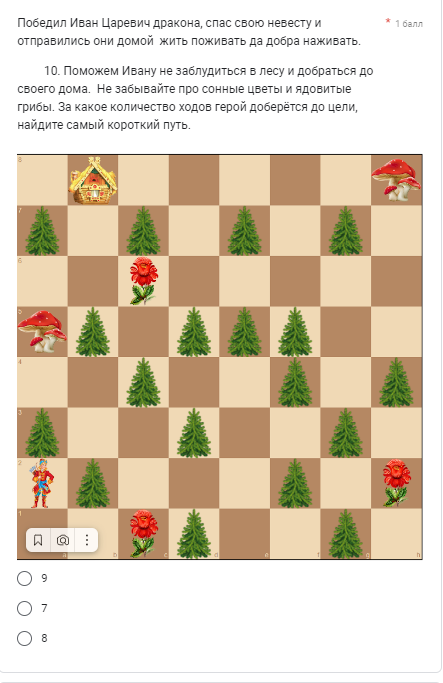 Победил Иван Царевич дракона, спас свою невесту и
* 1 балл
отправились они домой жить поживать да добра наживать.
10. Поможем Ивану не заблудиться в лесу и добраться до
своего дома. Не забывайте про сонные цветы и ядовитые
грибы. За какое количество ходов герой доберётся до цели,
найдите самый короткий путь.
8
7
6
5
4
3
2
1
a b c d e f g h
9
7
8